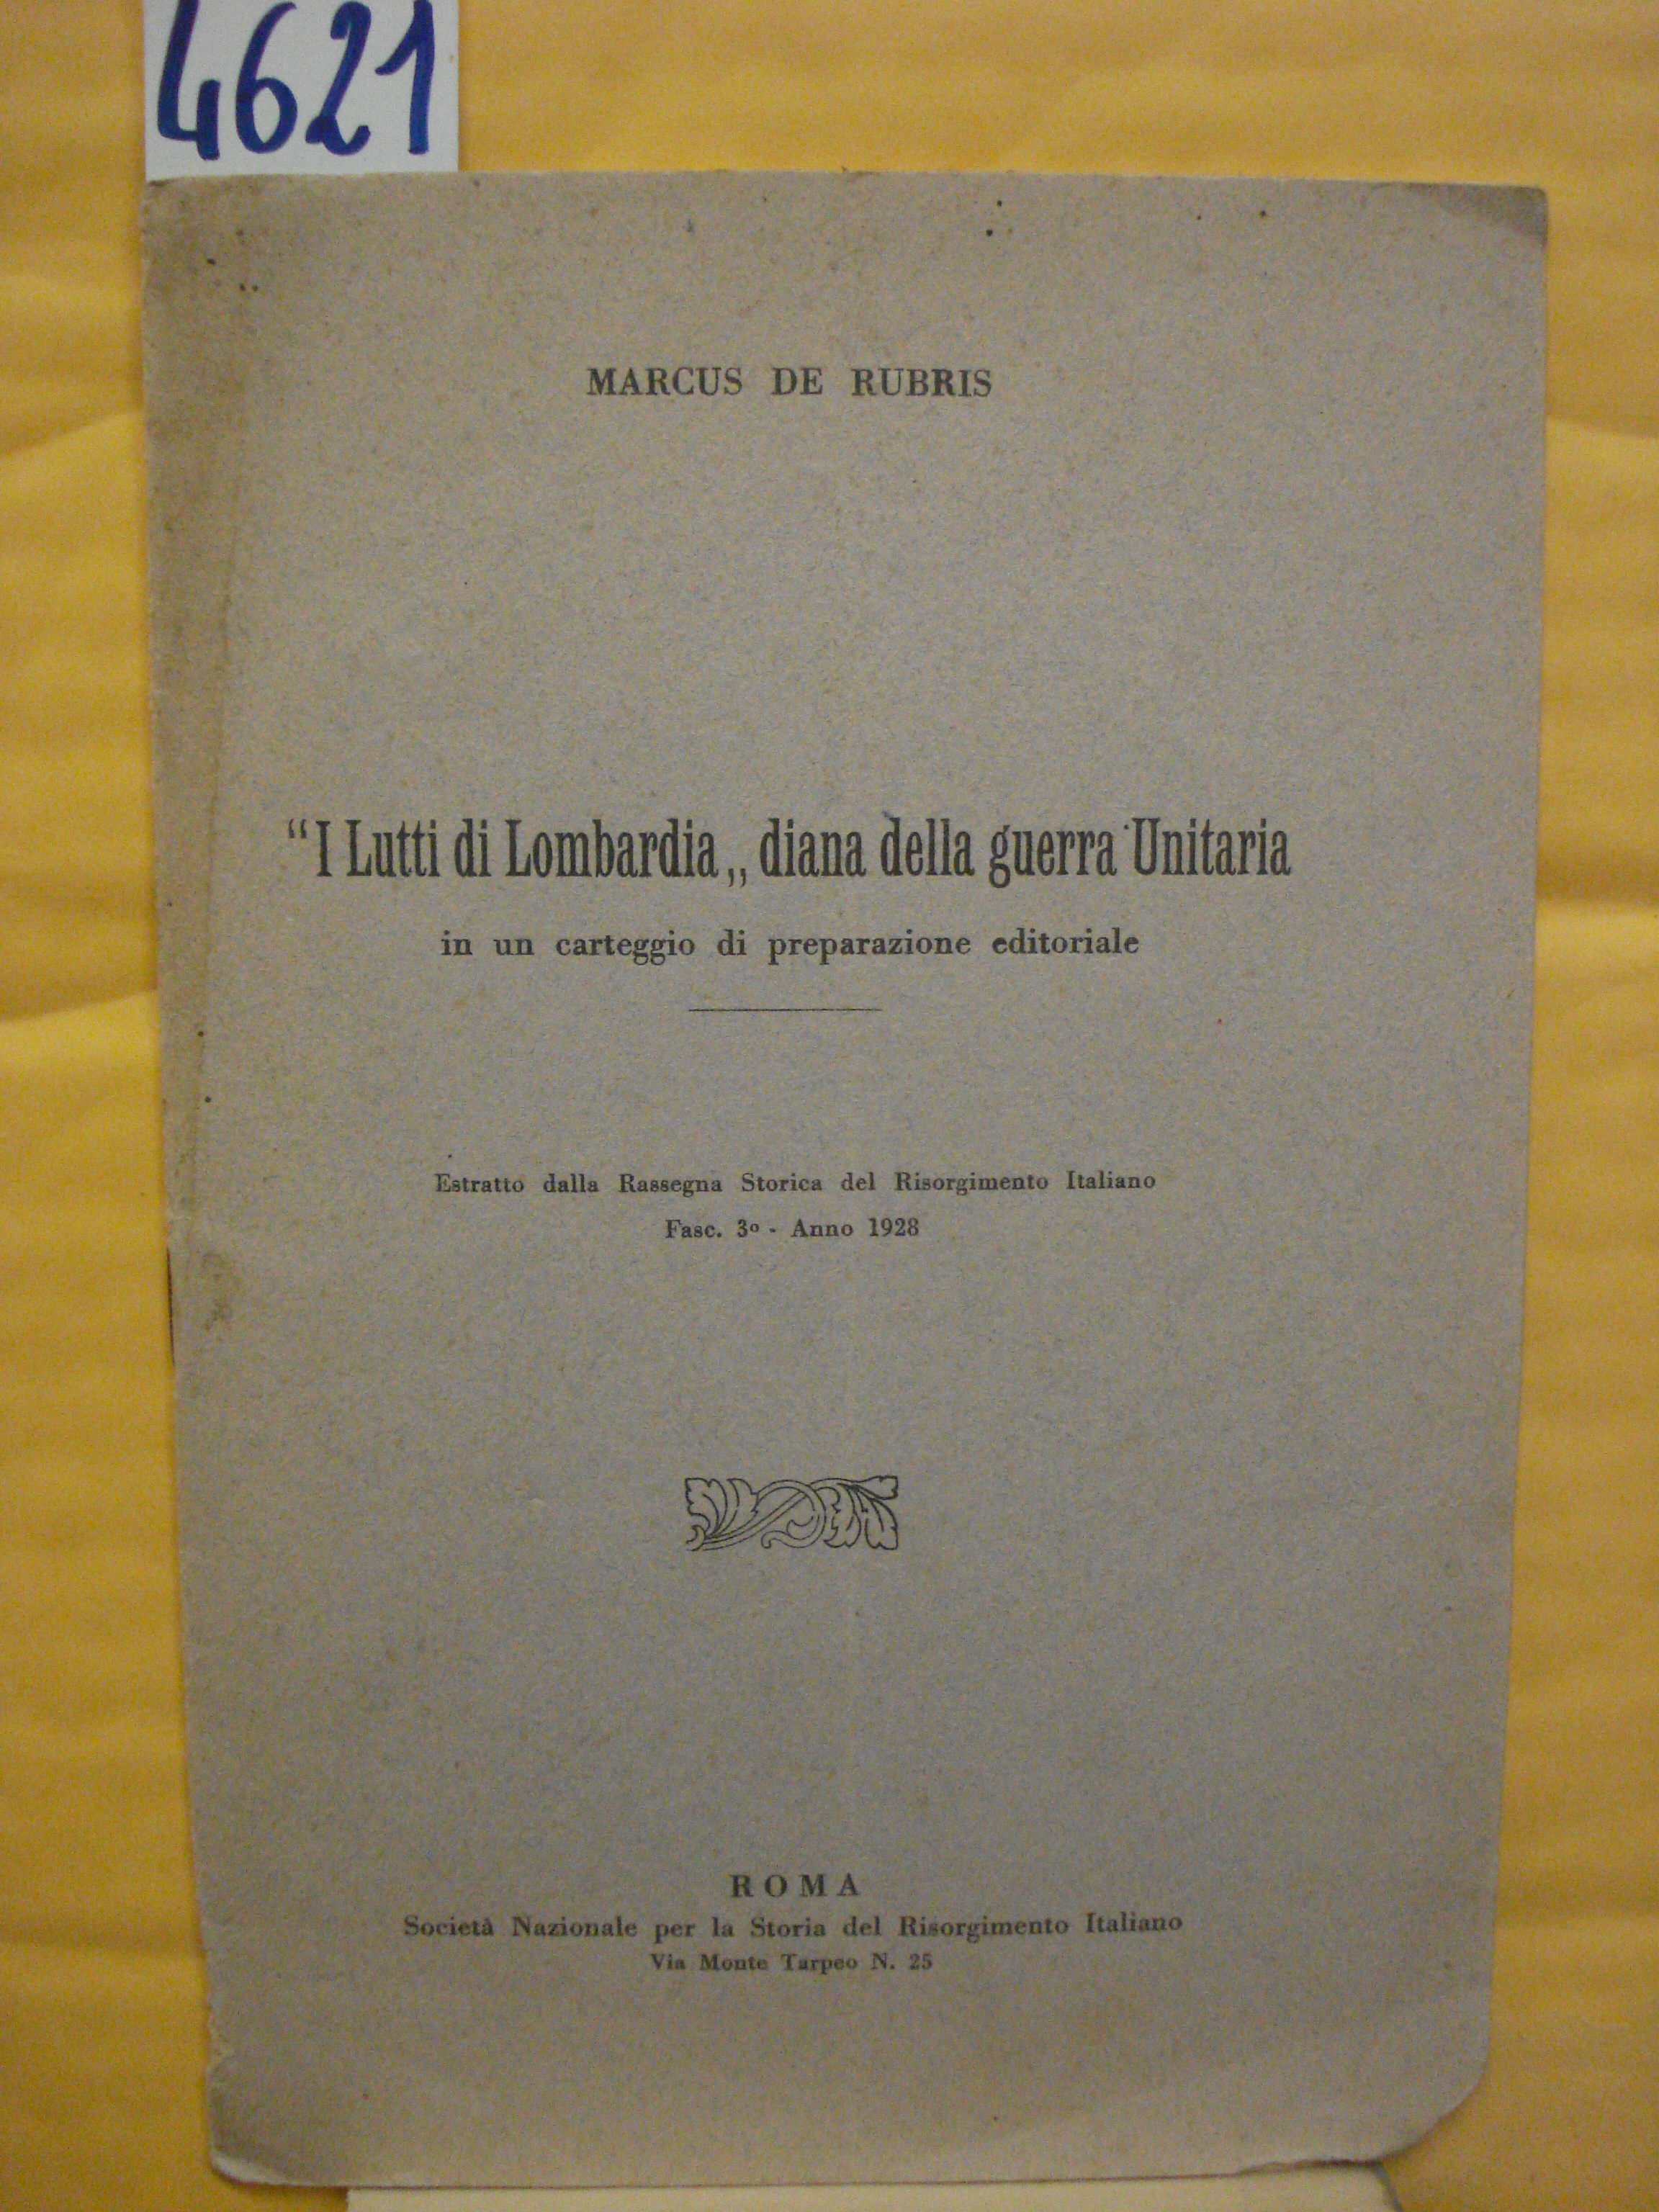 4621
MARCUS DE RUBRIS
“I Lutti di Lombardia„ diana della guerra Unitaria
in un carteggio di preparazione editoriale
Estratto dalla Rassegna Storica del Risorgimento Italiano
Fasc. 3º - Anno 1928
ROMA
Società Nazionale per la Storia del Risorgimento Italiano
Via Monte Tarpeo N. 25